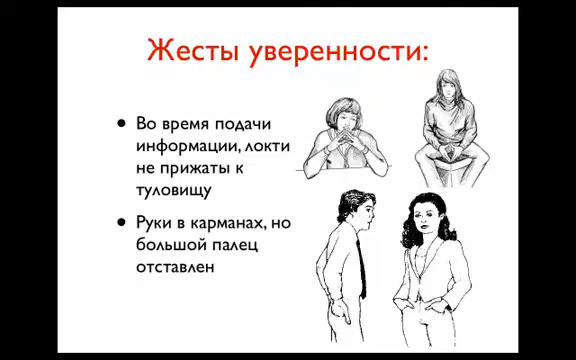 Жесты уверенности:
• Во время подачи
информации, локти
не прижаты к
туловищу
• Руки в карманах, но
большой палец
отставлен